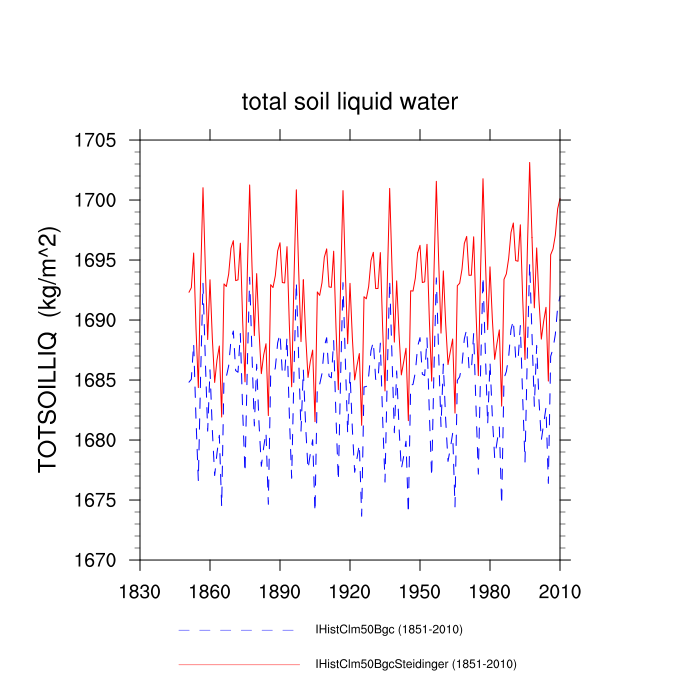 total soil liquid water
TOTSOILLIQ (kg/m^2)
1705
1700
1695
1690
1685
1680
1675
1670
1830 1860 1890 1920 1950 1980 2010
IHistClm50Bgc (1851-2010)
IHistClm50BgcSteidinger (1851-2010)